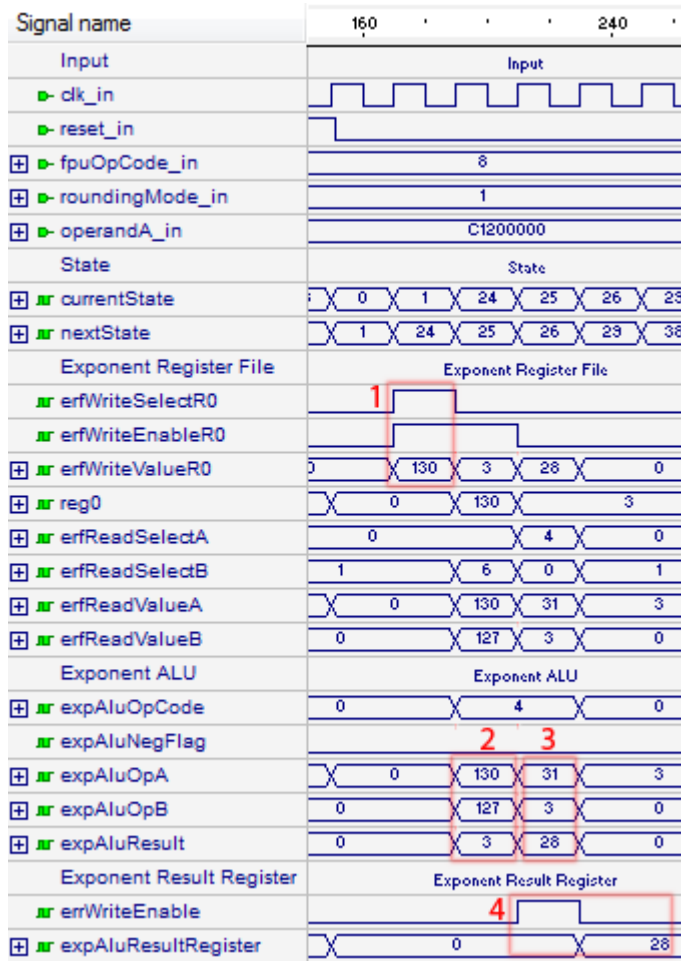 Signal name 160 240
Input Input
clk_in
reset_in
fpuOpCode_in 8
roundingMode_in 1
operandA_in C1200000
State State
currentState 0 1 24 25 26 29
nextState 1 24 25 26 29 38
Exponent Register File Exponent Register File
erfWriteSelectR0 1
erfWriteEnableR0
erfWriteValueR0 130 3 28 0
reg0 0 130 3
erfReadSelectA 0 4 0
erfReadSelectB 1 6 0 1
erfReadValueA 0 130 31 3
erfReadValueB 0 127 3 0
Exponent ALU Exponent ALU
expAluOpCode 0 4 0
expAluNegFlag 2 3
expAluOpA 0 130 31 3
expAluOpB 0 127 3 0
expAluResult 0 3 28 0
Exponent Result Register Exponent Result Register
errWriteEnable 4
expAluResultRegister 0 28